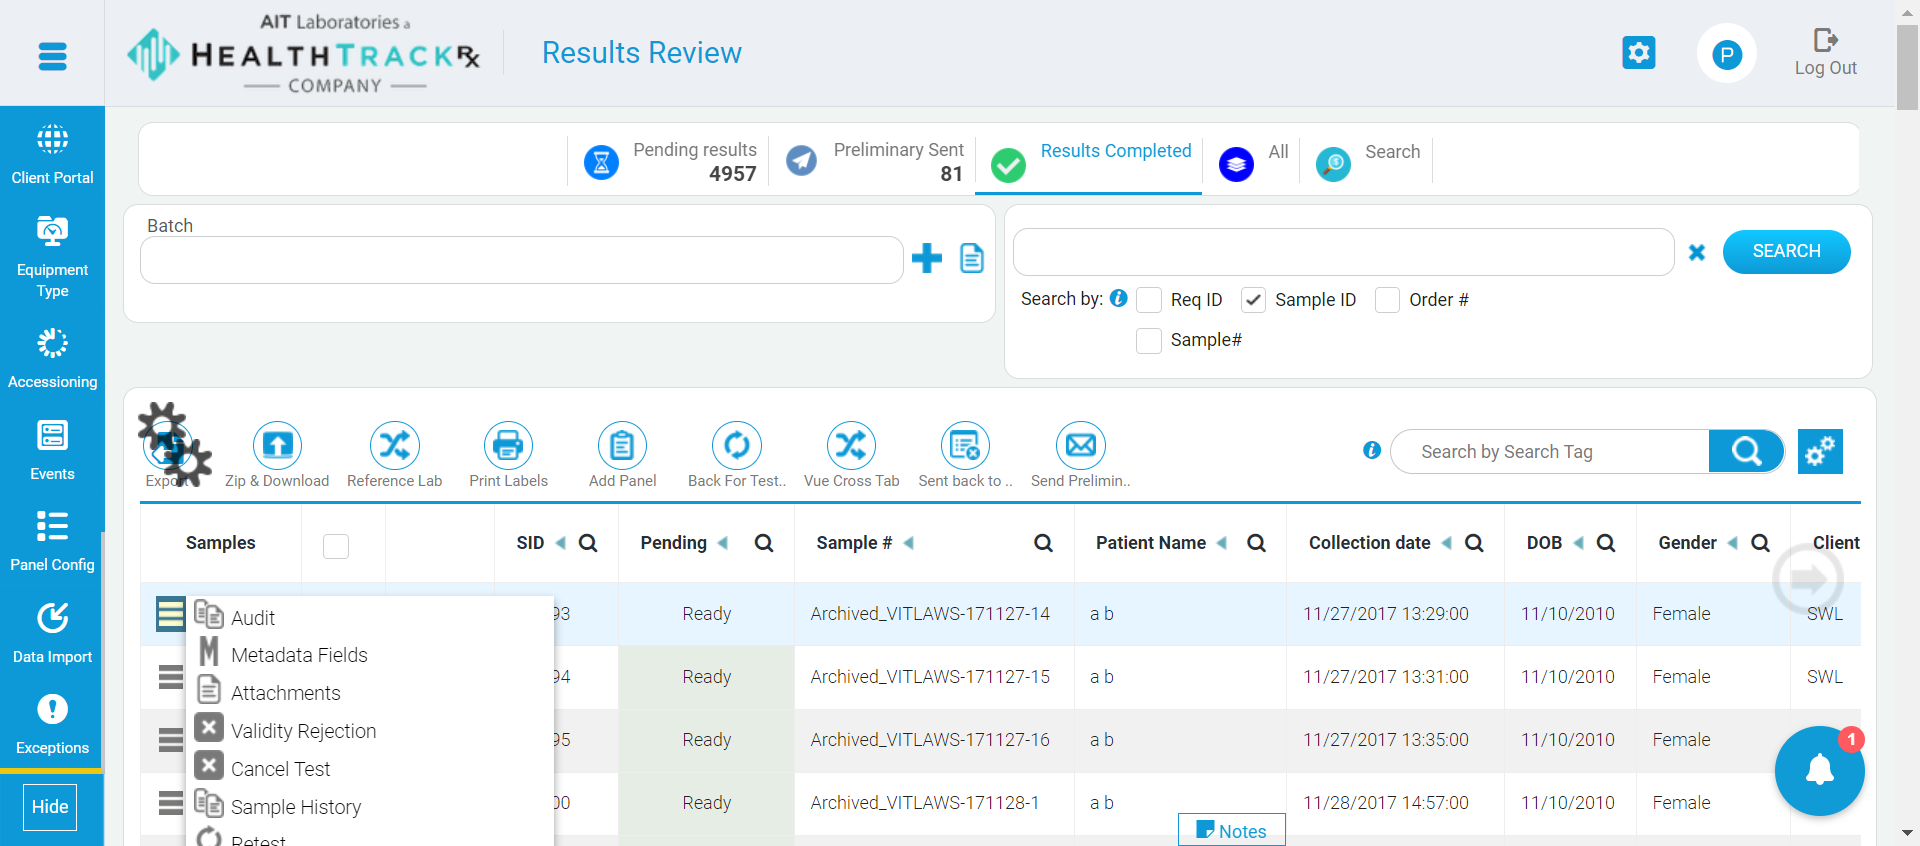 AIT Laboratories a
HEALTHTRACKRx
COMPANY
Results Review
P
Log Out
Client Portal
Equipment
Type
Accessioning
Events
Panel Config
Data Import
Exceptions
Hide
Pending results
4957
Preliminary Sent
81
Results Completed
All
Search
Batch
SEARCH
Search by: i Req ID Sample ID Order #
Sample#
Export Zip & Download Reference Lab Print Labels Add Panel Back For Test.. Vue Cross Tab Sent back to .. Send Prelimin..
i Search by Search Tag
Samples SID Pending Sample # Patient Name Collection date DOB Gender Client
93 Ready Archived_VITLAWS-171127-14 a b 11/27/2017 13:29:00 11/10/2010 Female SWL
94 Ready Archived_VITLAWS-171127-15 a b 11/27/2017 13:31:00 11/10/2010 Female SWL
95 Ready Archived_VITLAWS-171127-16 a b 11/27/2017 13:35:00 11/10/2010 Female
00 Ready Archived_VITLAWS-171128-1 a b 11/28/2017 14:57:00 11/10/2010 Female
Audit
M Metadata Fields
Attachments
Validity Rejection
Cancel Test
Sample History
Retest
Notes
1